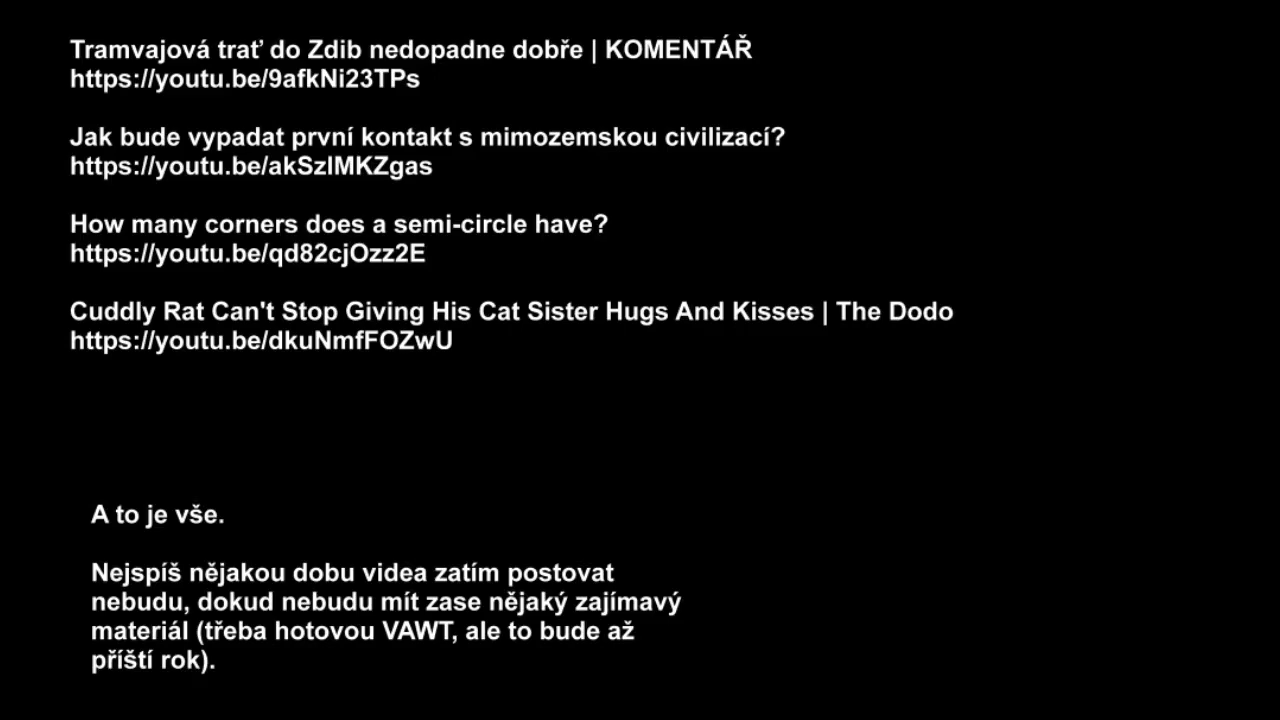 Tramvajová trať do Zdib nedopadne dobře | KOMENTÁŘ
https://youtu.be/9afkNi23TPs
Jak bude vypadat první kontakt s mimozemskou civilizací?
https://youtu.be/akSzlMKZgas
How many corners does a semi-circle have?
https://youtu.be/qd82cjOzz2E
Cuddly Rat Can't Stop Giving His Cat Sister Hugs And Kisses | The Dodo
https://youtu.be/dkuNmfFOZwU
A to je vše.
Nejspíš nějakou dobu videa zatím postovat
nebudu, dokud nebudu mít zase nějaký zajímavý
materiál (třeba hotovou VAWT, ale to bude až
příští rok).